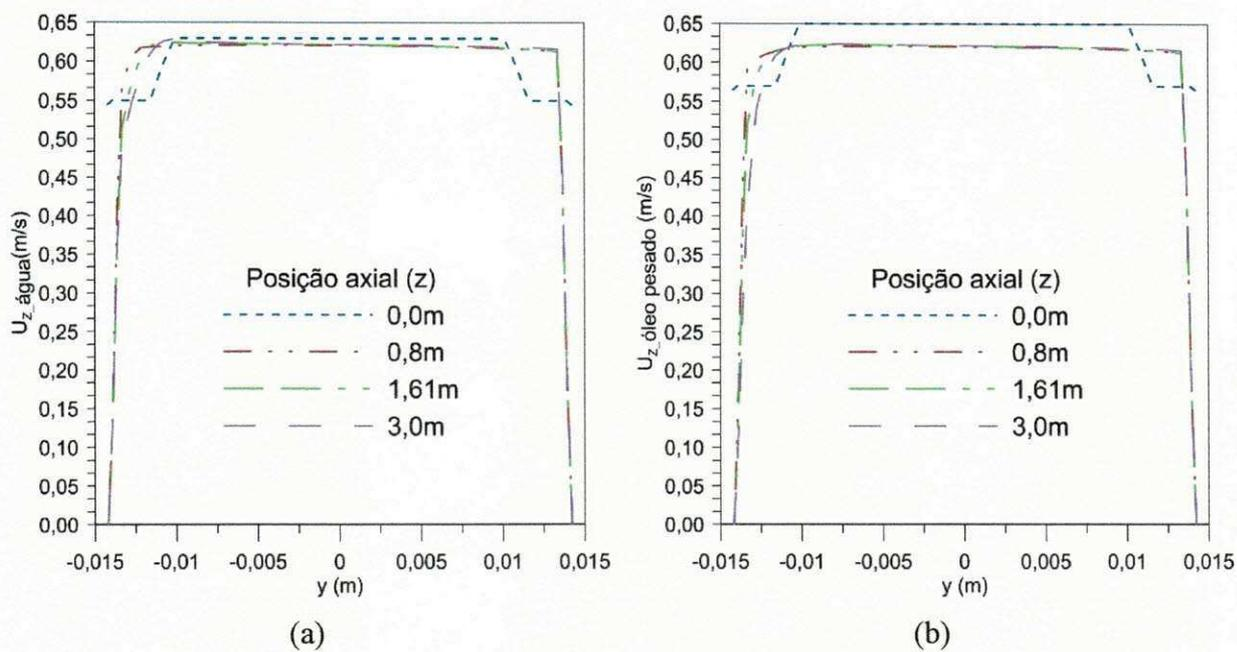 0,65
0,60
0,55
0,50
0,45
0,40
0,35
0,30
0,25
0,20
0,15
0,10
0,05
0,00
U_z_água(m/s)
Posição axial (z)
0,0m
0,8m
1,61m
3,0m
-0,015 -0,01 -0,005 0 0,005 0,01 0,015
y (m)
(a)
0,65
0,60
0,55
0,50
0,45
0,40
0,35
0,30
0,25
0,20
0,15
0,10
0,05
0,00
U_z_óleo pesado (m/s)
Posição axial (z)
0,0m
0,8m
1,61m
3,0m
-0,015 -0,01 -0,005 0 0,005 0,01 0,015
y (m)
(b)